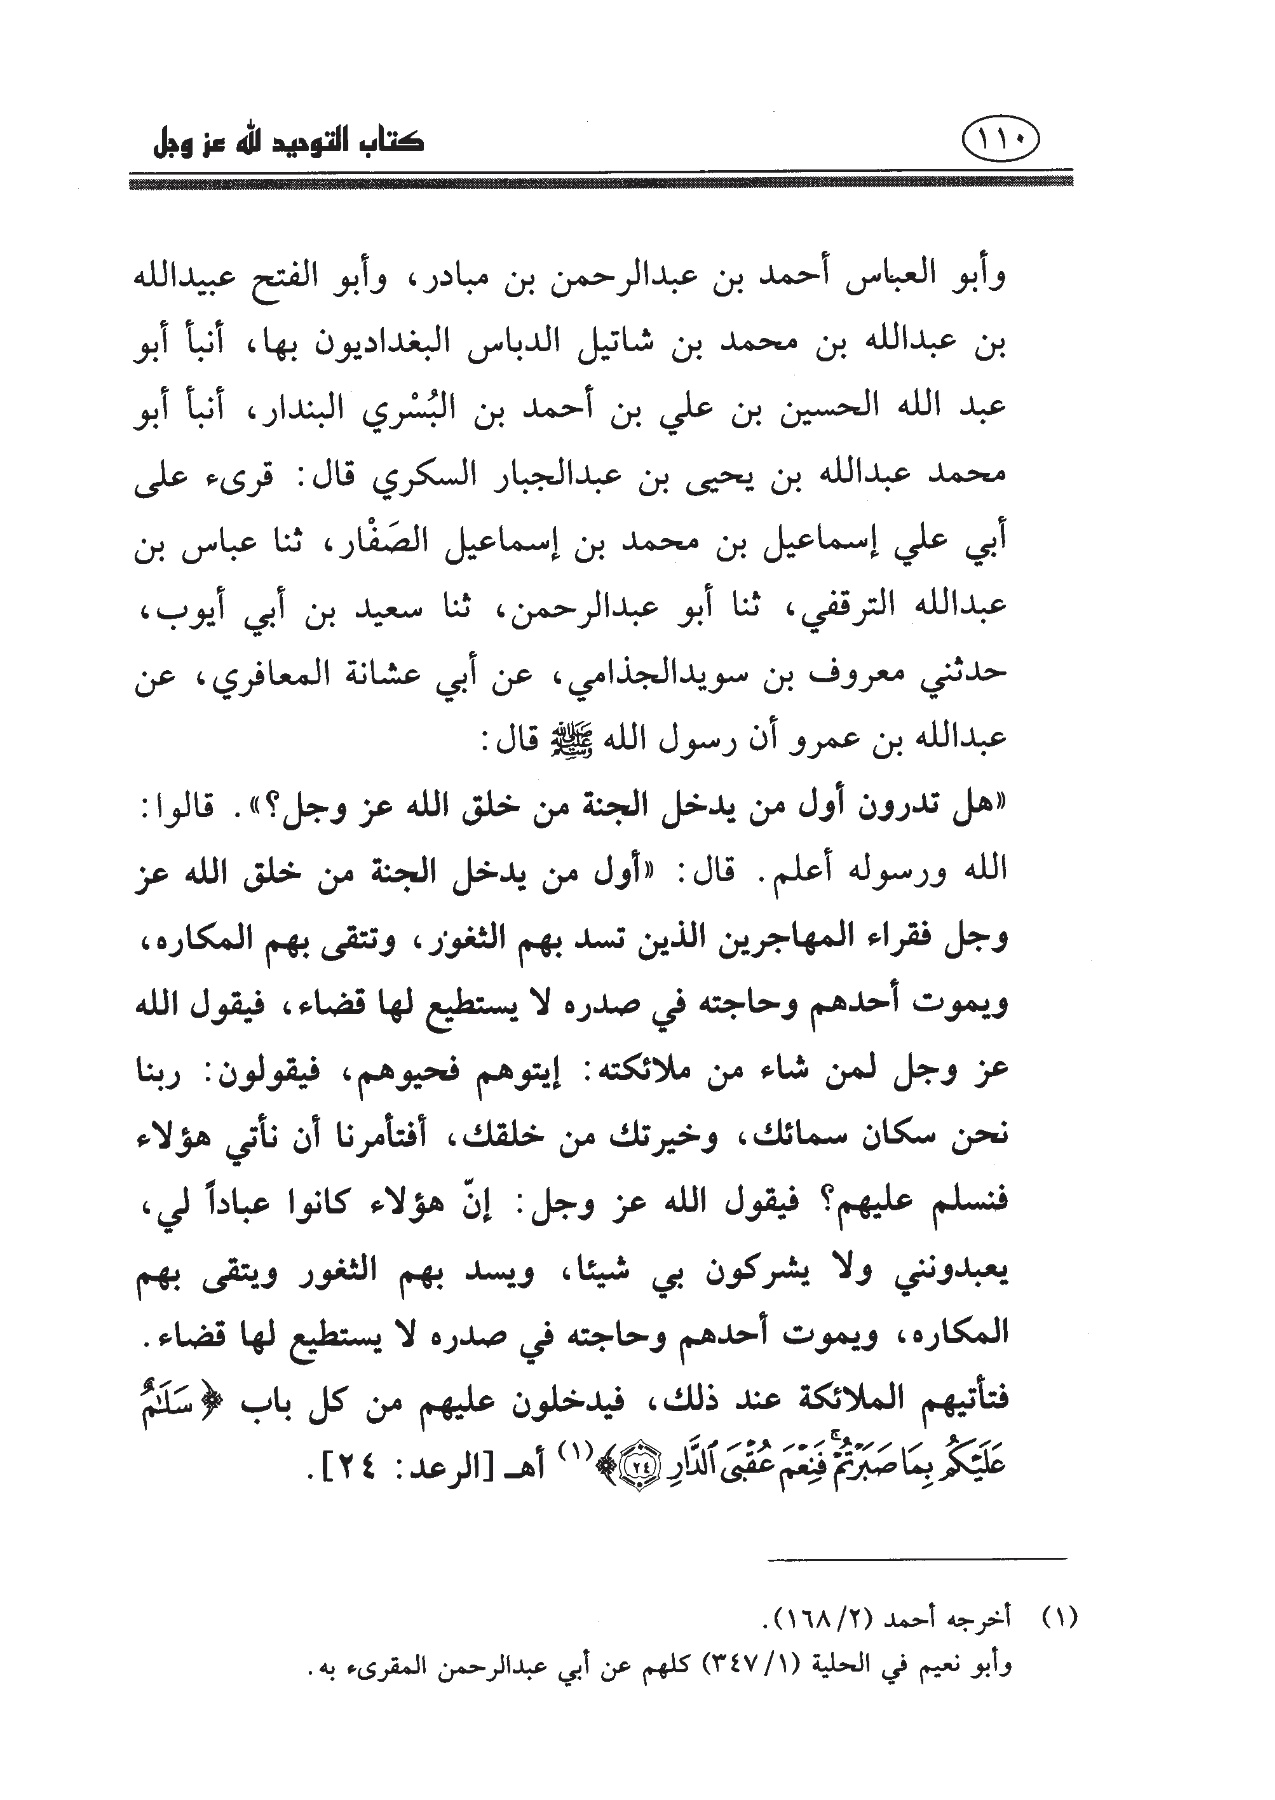 ١١٠
كتاب التوحيد لله عز وجل
وأبو العباس أحمد بن عبدالرحمن بن مبادر، وأبو الفتح عبيدالله
بن عبدالله بن محمد بن شاتيل الدباس البغداديون بها، أنبأ أبو
عبد الله الحسين بن علي بن أحمد بن البُسْري البندار، أنبأ أبو
محمد عبدالله بن يحيى بن عبدالجبار السكري قال: قرىء على
أبي علي إسماعيل بن محمد بن إسماعيل الصَفْار، ثنا عباس بن
عبدالله الترقفي، ثنا أبو عبدالرحمن، ثنا سعيد بن أبي أيوب،
حدثني معروف بن سويدالجذامي، عن أبي عشانة المعافري، عن
عبدالله بن عمرو أن رسول الله ﷺ قال:
«هل تدرون أول من يدخل الجنة من خلق الله عز وجل؟». قالوا:
الله ورسوله أعلم. قال: «أول من يدخل الجنة من خلق الله عز
وجل فقراء المهاجرين الذين تسد بهم الثغور، وتتقى بهم المكاره،
ويموت أحدهم وحاجته في صدره لا يستطيع لها قضاء، فيقول الله
عز وجل لمن شاء من ملائكته: إيتوهم فحيوهم، فيقولون: ربنا
نحن سكان سمائك، وخيرتك من خلقك، أفتأمرنا أن نأتي هؤلاء
فنسلم عليهم؟ فيقول الله عز وجل: إنّ هؤلاء كانوا عباداً لي،
يعبدونني ولا يشركون بي شيئا، ويسد بهم الثغور ويتقى بهم
المكاره، ويموت أحدهم وحاجته في صدره لا يستطيع لها قضاء.
فتأتيهم الملائكة عند ذلك، فيدخلون عليهم من كل باب ﴿سَلَٰمٌ
عَلَيْكُم بِمَا صَبَرْتُمْۚ فَنِعْمَ عُقْبَى ٱلدَّارِ ٢٤﴾(١) أهـ [الرعد: ٢٤].
(١) أخرجه أحمد (١٦٨/٢).
وأبو نعيم في الحلية (٣٤٧/١) كلهم عن أبي عبدالرحمن المقرىء به.